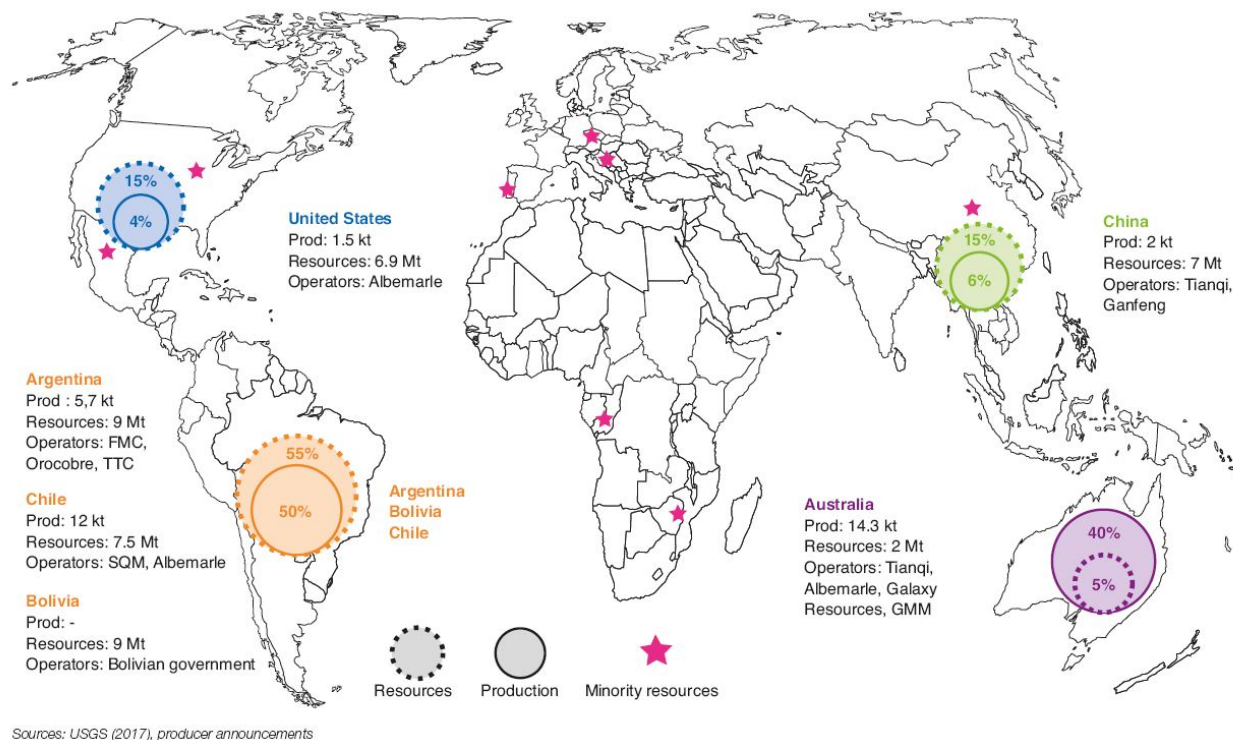 15%
4%
United States
Prod: 1.5 kt
Resources: 6.9 Mt
Operators: Albemarle
15%
6%
China
Prod: 2 kt
Resources: 7 Mt
Operators: Tianqi,
Ganfeng
Argentina
Prod : 5,7 kt
Resources: 9 Mt
Operators: FMC,
Orocobre, TTC
Chile
Prod: 12 kt
Resources: 7.5 Mt
Operators: SQM, Albemarle
Bolivia
Prod: -
Resources: 9 Mt
Operators: Bolivian government
55%
50%
Argentina
Bolivia
Chile
Australia
Prod: 14.3 kt
Resources: 2 Mt
Operators: Tianqi,
Albemarle, Galaxy
Resources, GMM
40%
5%
Resources
Production
Minority resources
Sources: USGS (2017), producer announcements